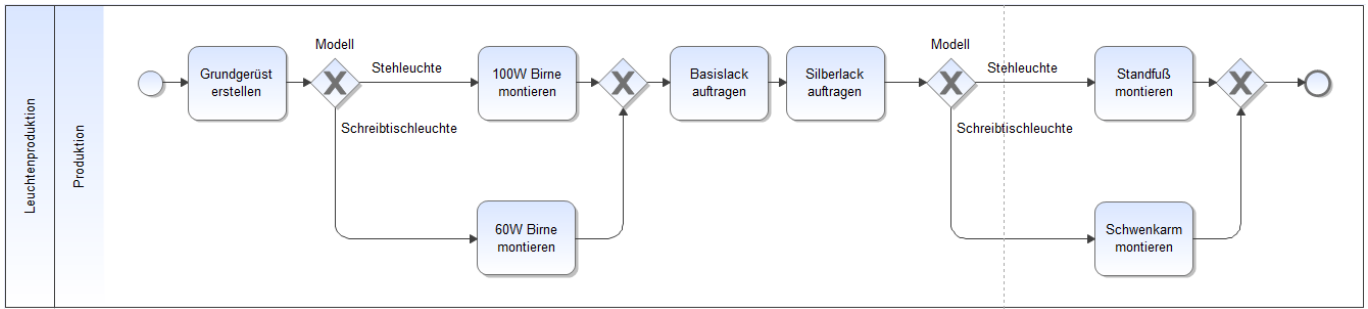 Leuchtenproduktion
Produktion
Grundgerüst
erstellen
Modell
Stehleuchte
Schreibtischleuchte
100W Birne
montieren
60W Birne
montieren
Basislack
auftragen
Silberlack
auftragen
Modell
Stehleuchte
Schreibtischleuchte
Standfuß
montieren
Schwenkarm
montieren